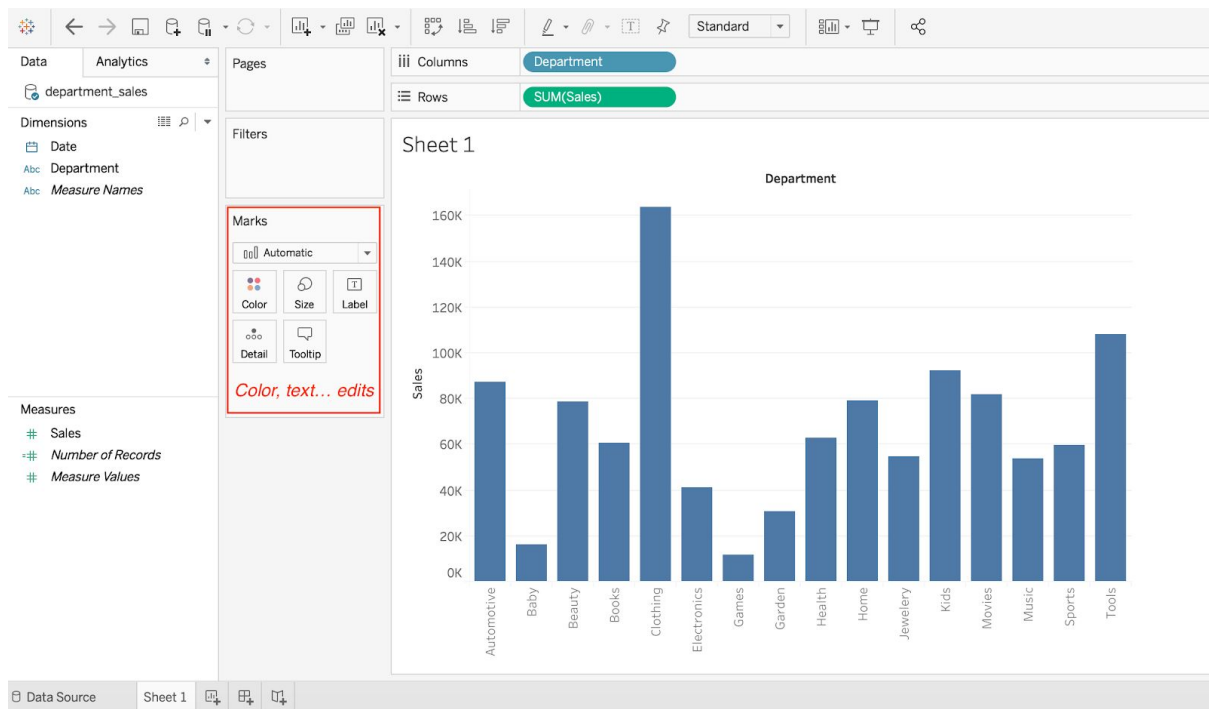 Standard
Data
Analytics
department_sales
Dimensions
Date
Abc Department
Abc Measure Names
Measures
# Sales
=# Number of Records
# Measure Values
Pages
Filters
Marks
Automatic
Color
Size
T
Label
Detail
Tooltip
Color, text... edits
Columns
Department
Rows
SUM(Sales)
Sheet 1
Department
Sales
160K
140K
120K
100K
80K
60K
40K
20K
0K
Automotive
Baby
Beauty
Books
Clothing
Electronics
Games
Garden
Health
Home
Jewelery
Kids
Movies
Music
Sports
Tools
Data Source
Sheet 1